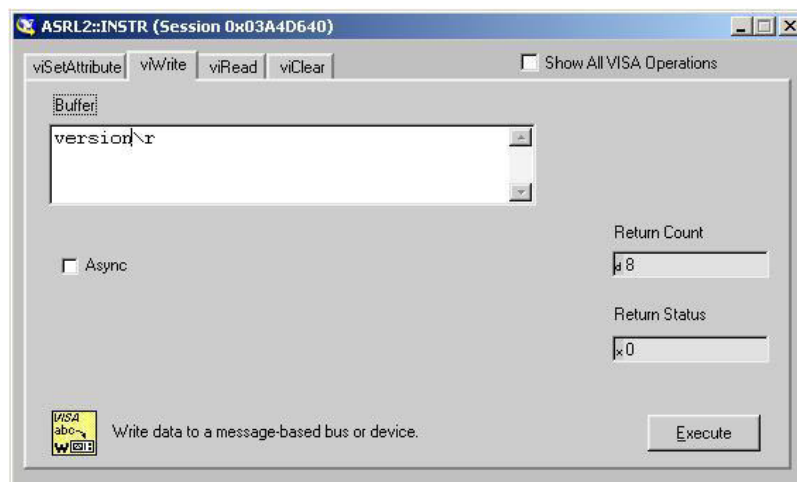 ASRL2::INSTR (Session 0x03A4D640)
viSetAttribute viWrite viRead viClear
Show All VISA Operations
Buffer
version\r
Return Count
d 8
Async
Return Status
x 0
VISA
abc
W
Write data to a message-based bus or device.
Execute